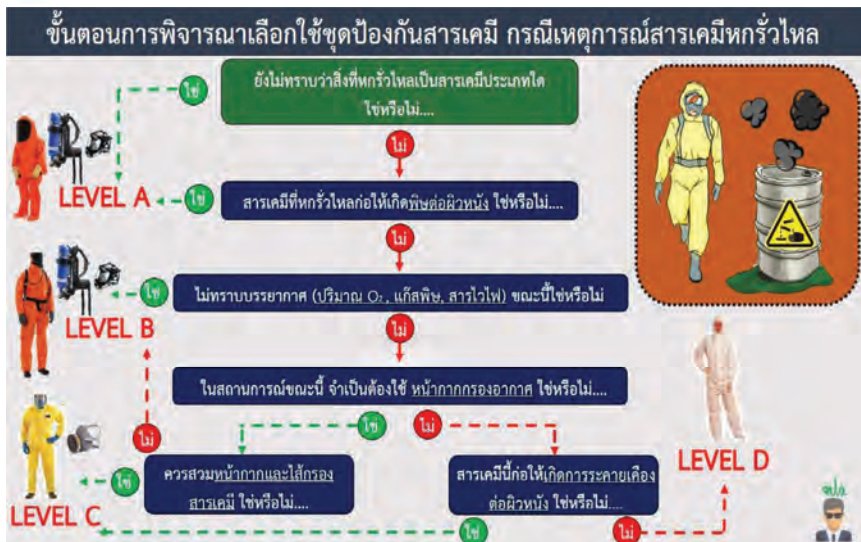 ขั้นตอนการพิจารณาเลือกใช้ชุดป้องกันสารเคมี กรณีเหตุการณ์สารเคมีหกรั่วไหล
ยังไม่ทราบว่าสิ่งที่หกรั่วไหลเป็นสารเคมีประเภทใด
ใช่หรือไม่....
ใช่
ไม่
LEVEL A
ใช่
สารเคมีที่หกรั่วไหลก่อให้เกิดพิษต่อผิวหนัง ใช่หรือไม่....
ไม่
ใช่
ไม่ทราบบรรยากาศ (ปริมาณ O₂, แก๊สพิษ, สารไวไฟ) ขณะนี้ใช่หรือไม่
LEVEL B
ไม่
ในสถานการณ์ขณะนี้ จำเป็นต้องใช้ หน้ากากกรองอากาศ ใช่หรือไม่....
ใช่
ไม่
ไม่
ควรสวมหน้ากากและไส้กรอง
สารเคมี ใช่หรือไม่....
ใช่
LEVEL C
สารเคมีนี้ก่อให้เกิดการระคายเคือง
ต่อผิวหนัง ใช่หรือไม่....
LEVEL D
ใช่
ไม่